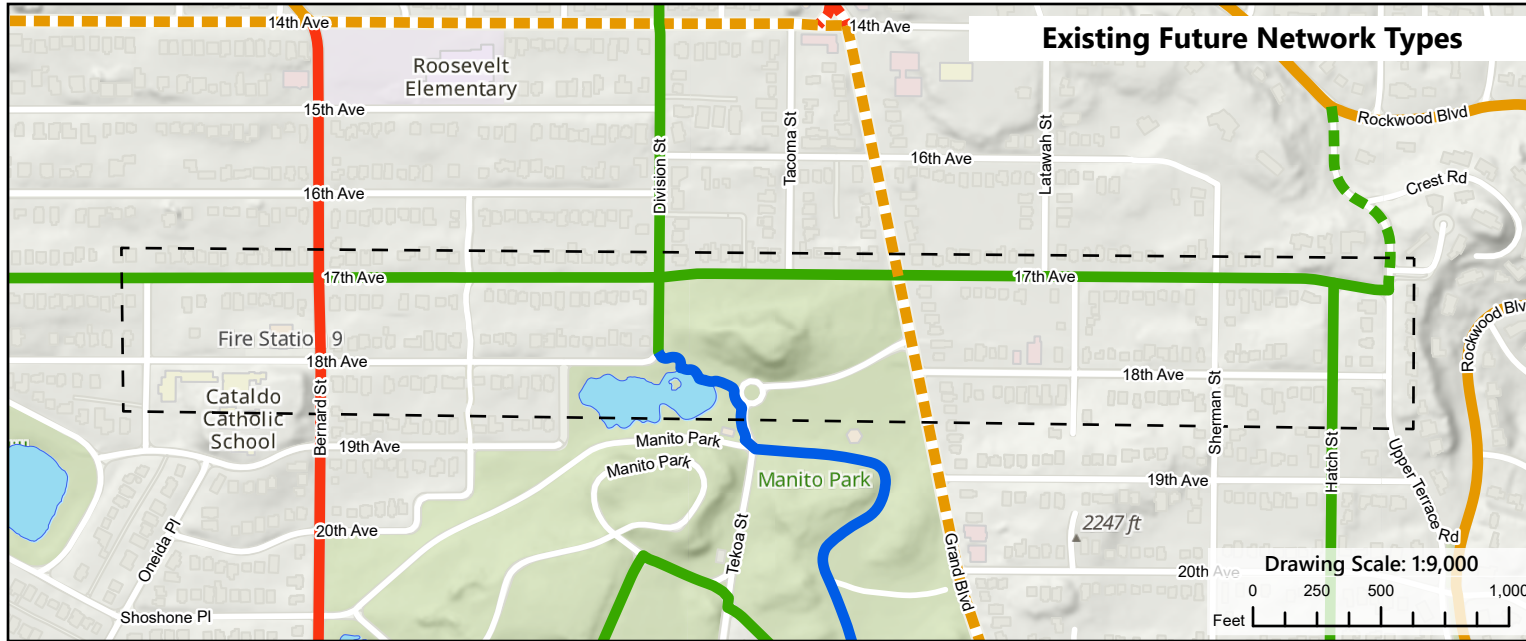 14th Ave
14th Ave
Existing Future Network Types
Roosevelt
Elementary
15th Ave
Rockwood Blvd
Division St
Tacoma St
16th Ave
Latawah St
Crest Rd
16th Ave
17th Ave
17th Ave
Fire Station 9
18th Ave
Bernard St
Cataldo
Catholic
School
18th Ave
Sherman St
Rockwood Blv
19th Ave
Manito Park
Manito Park
Manito Park
19th Ave
Hatch St
Upper Terrace Rd
Oneida Pl
20th Ave
Tekoa St
Grand Blvd
2247 ft
20th Ave
Shoshone Pl
Drawing Scale: 1:9,000
0 250 500 1,000
Feet